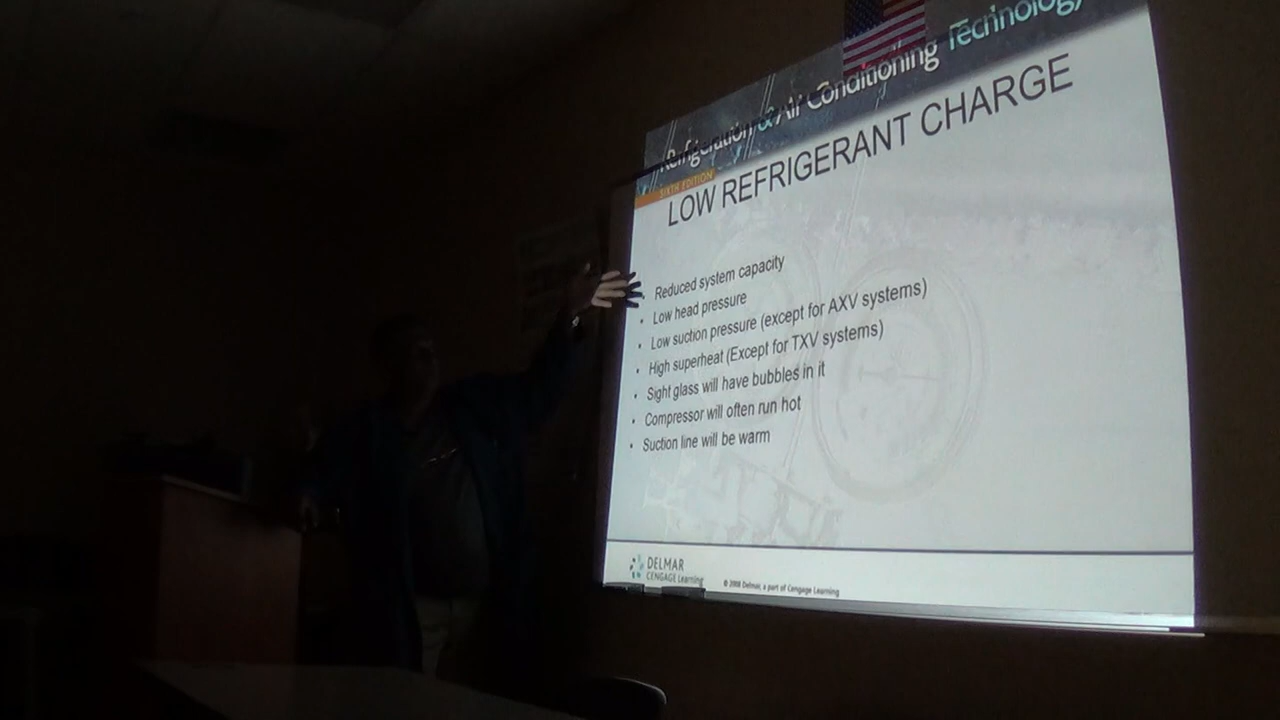 Refrigeration & Air Conditioning Technology
SIXTH EDITION
LOW REFRIGERANT CHARGE
• Reduced system capacity
• Low head pressure
• Low suction pressure (except for AXV systems)
• High superheat (Except for TXV systems)
• Sight glass will have bubbles in it
• Compressor will often run hot
• Suction line will be warm
DELMAR
CENGAGE Learning
© 2008 Delmar, a part of Cengage Learning